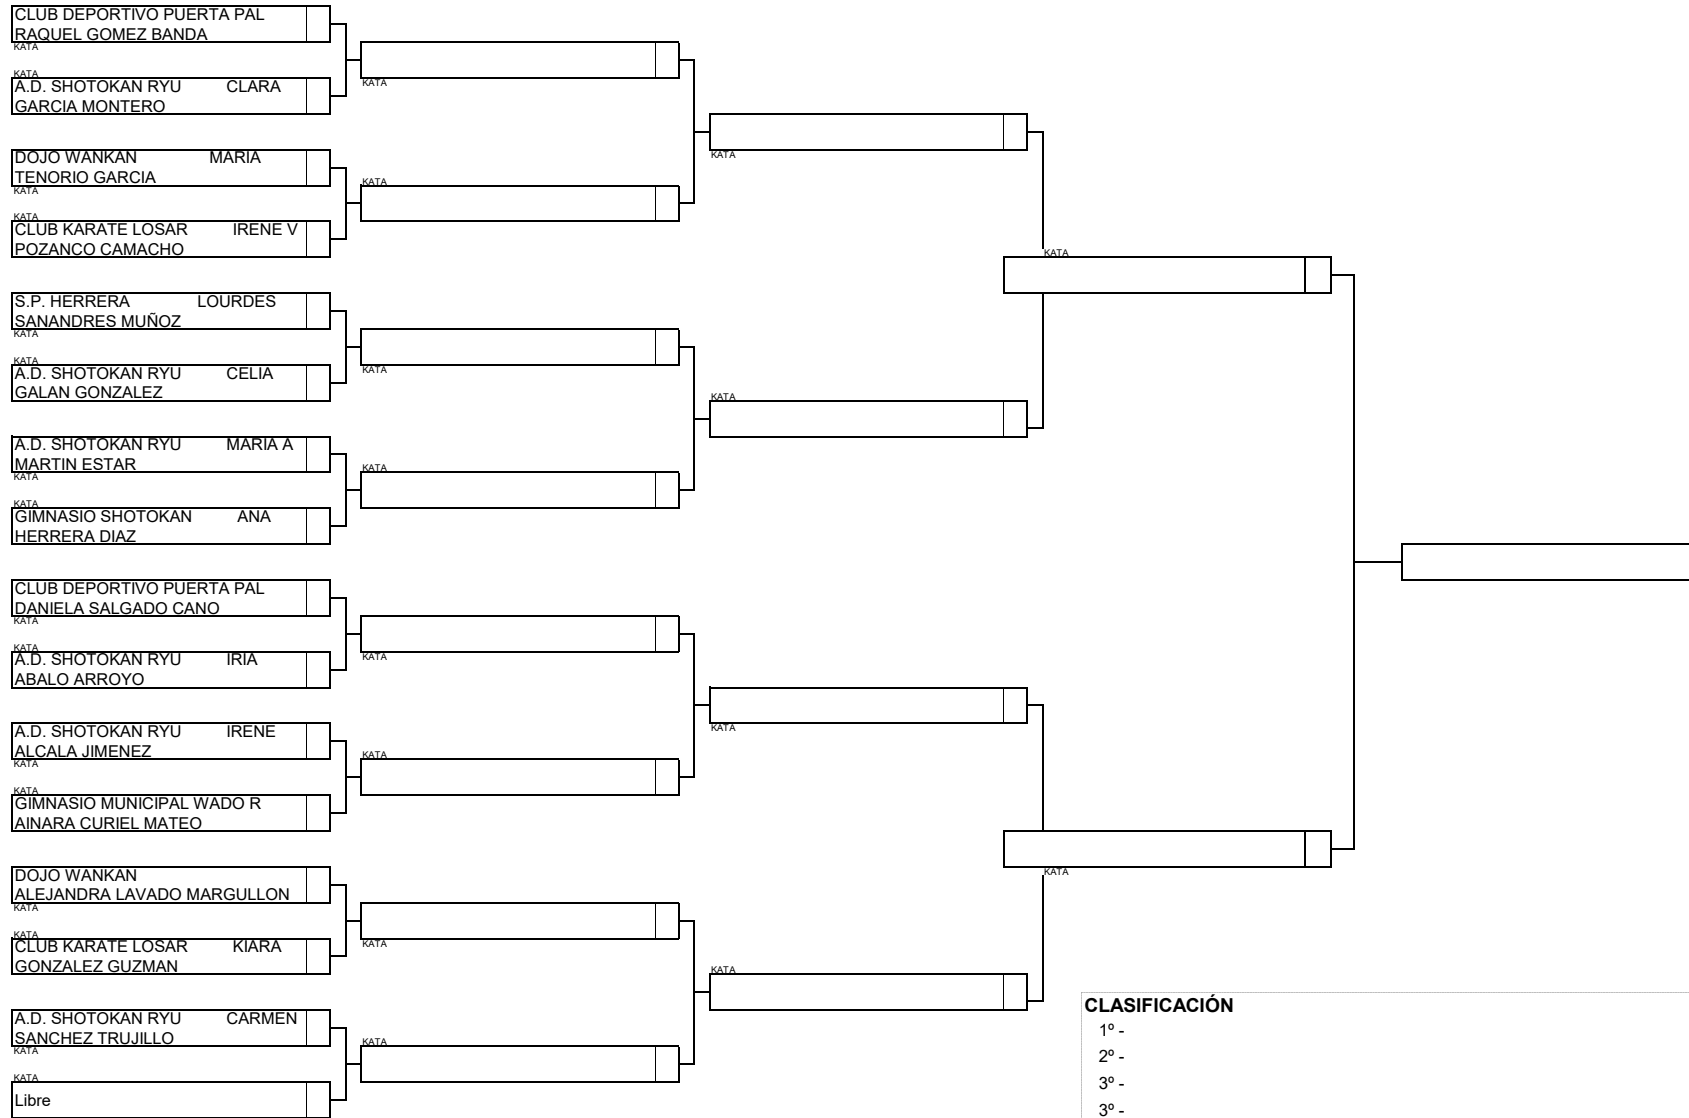 CLUB DEPORTIVO PUERTA PAL
RAQUEL GOMEZ BANDA
KATA
KATA
A.D. SHOTOKAN RYU CLARA
GARCIA MONTERO
DOJO WANKAN MARIA
TENORIO GARCIA
KATA
KATA
CLUB KARATE LOSAR IRENE V
POZANCO CAMACHO
S.P. HERRERA LOURDES
SANANDRES MUÑOZ
KATA
KATA
A.D. SHOTOKAN RYU CELIA
GALAN GONZALEZ
A.D. SHOTOKAN RYU MARIA A
MARTIN ESTAR
KATA
KATA
GIMNASIO SHOTOKAN ANA
HERRERA DIAZ
CLUB DEPORTIVO PUERTA PAL
DANIELA SALGADO CANO
KATA
KATA
A.D. SHOTOKAN RYU IRIA
ABALO ARROYO
A.D. SHOTOKAN RYU IRENE
ALCALA JIMENEZ
KATA
KATA
GIMNASIO MUNICIPAL WADO R
AINARA CURIEL MATEO
DOJO WANKAN
ALEJANDRA LAVADO MARGULLON
KATA
KATA
CLUB KARATE LOSAR KIARA
GONZALEZ GUZMAN
A.D. SHOTOKAN RYU CARMEN
SANCHEZ TRUJILLO
KATA
KATA
Libre
KATA
KATA
KATA
KATA
KATA
KATA
KATA
KATA
KATA
KATA
KATA
KATA
KATA
KATA
CLASIFICACIÓN
1º -
2º -
3º -
3º -